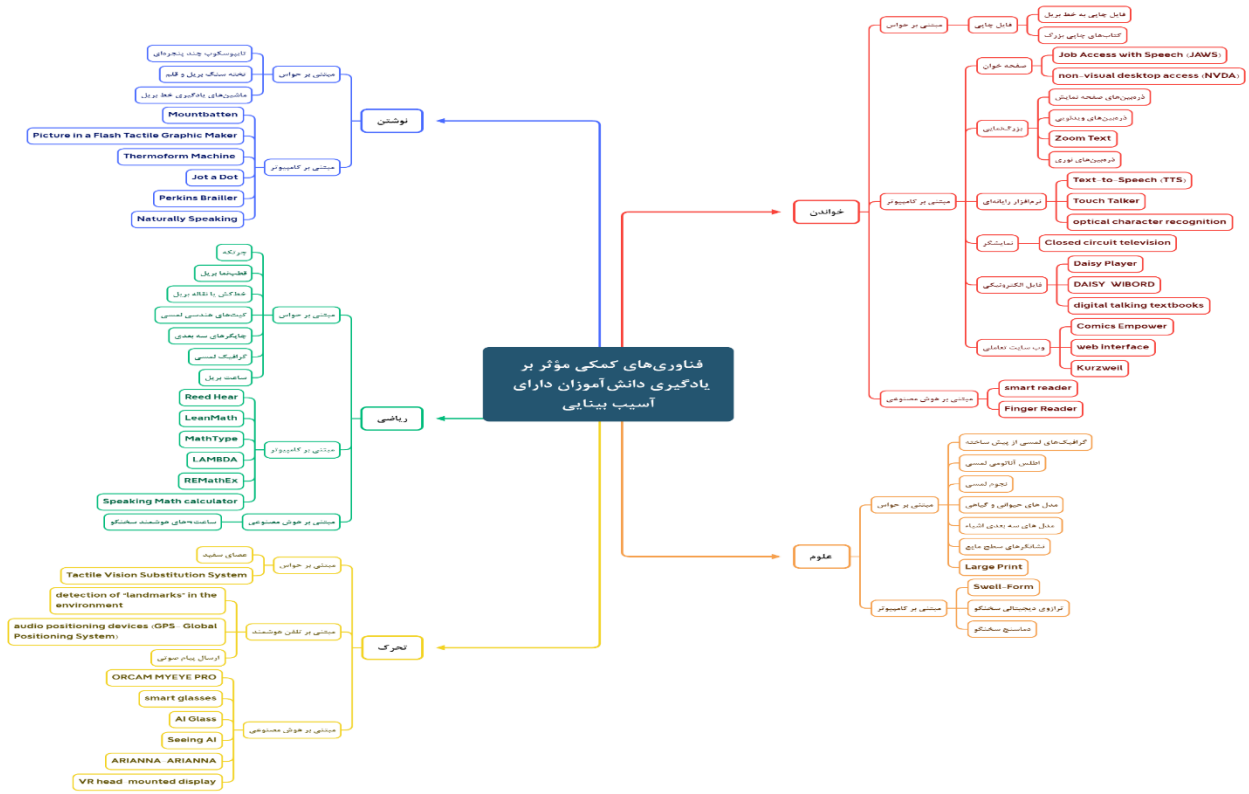 فناوری‌های کمکی مؤثر بر
یادگیری دانش‌آموزان دارای
آسیب بینایی
خواندن
مبتنی بر حواس
فایل چاپی
فایل چاپی به خط بریل
کتاب‌های چاپی بزرگ
مبتنی بر کامپیوتر
صفحه خوان
Job Access with Speech (JAWS)
non-visual desktop access (NVDA)
بزرگ‌نمایی
ذره‌بین‌های صفحه نمایش
ذره‌بین‌های ویدئویی
Zoom Text
ذره‌بین‌های نوری
نرم‌افزار رایانه‌ای
Text-to-Speech (TTS)
Touch Talker
optical character recognition
نمایشگر
Closed circuit television
فایل الکترونیکی
Daisy Player
DAISY WIBORD
digital talking textbooks
وب سایت تعاملی
Comics Empower
web interface
Kurzweil
مبتنی بر هوش مصنوعی
smart reader
Finger Reader
علوم
مبتنی بر حواس
گرافیک‌های لمسی از پیش ساخته
اطلس آناتومی لمسی
نجوم لمسی
مدل های حیوانی و گیاهی
مدل های سه بعدی اشیاء
نشانگرهای سطح مایع
Large Print
مبتنی بر کامپیوتر
Swell-Form
ترازوی دیجیتالی سخنگو
دماسنج سخنگو
نوشتن
مبتنی بر حواس
تایپوسکوپ چند پنجره‌ای
تخته سنگ بریل و قلم
ماشین‌های یادگیری خط بریل
مبتنی بر کامپیوتر
Mountbatten
Picture in a Flash Tactile Graphic Maker
Thermoform Machine
Jot a Dot
Perkins Brailler
Naturally Speaking
ریاضی
مبتنی بر حواس
چرتکه
قطب‌نما بریل
خط‌کش یا نقاله بریل
کیت‌های هندسی لمسی
چاپگرهای سه بعدی
گرافیک لمسی
ساعت بریل
مبتنی بر کامپیوتر
Reed Hear
LeanMath
MathType
LAMBDA
REMathEx
Speaking Math calculator
مبتنی بر هوش مصنوعی
ساعت‌های هوشمند سخنگو
تحرک
مبتنی بر حواس
عصای سفید
Tactile Vision Substitution System
مبتنی بر تلفن هوشمند
detection of "landmarks" in the
environment
audio positioning devices (GPS- Global
Positioning System)
ارسال پیام صوتی
مبتنی بر هوش مصنوعی
ORCAM MYEYE PRO
smart glasses
AI Glass
Seeing AI
ARIANNA-ARIANNA
VR head-mounted display